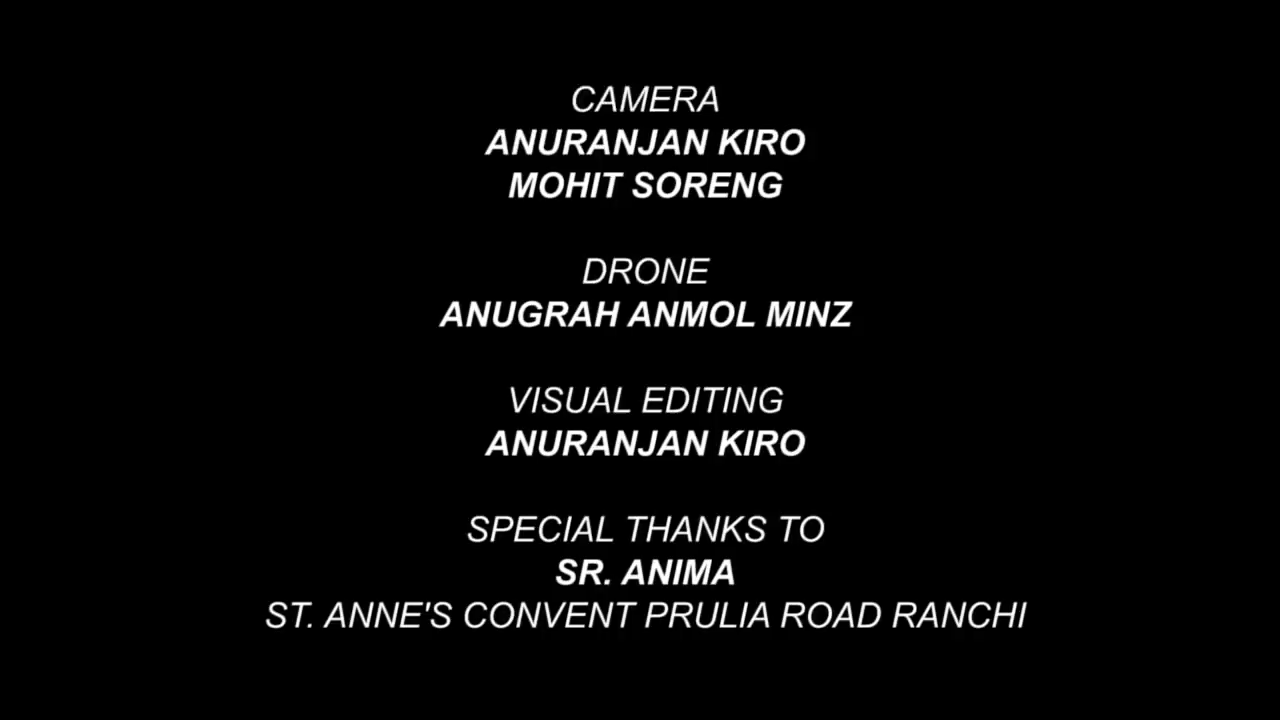 CAMERA
ANURANJAN KIRO
MOHIT SORENG
DRONE
ANUGRAH ANMOL MINZ
VISUAL EDITING
ANURANJAN KIRO
SPECIAL THANKS TO
SR. ANIMA
ST. ANNE'S CONVENT PRULIA ROAD RANCHI